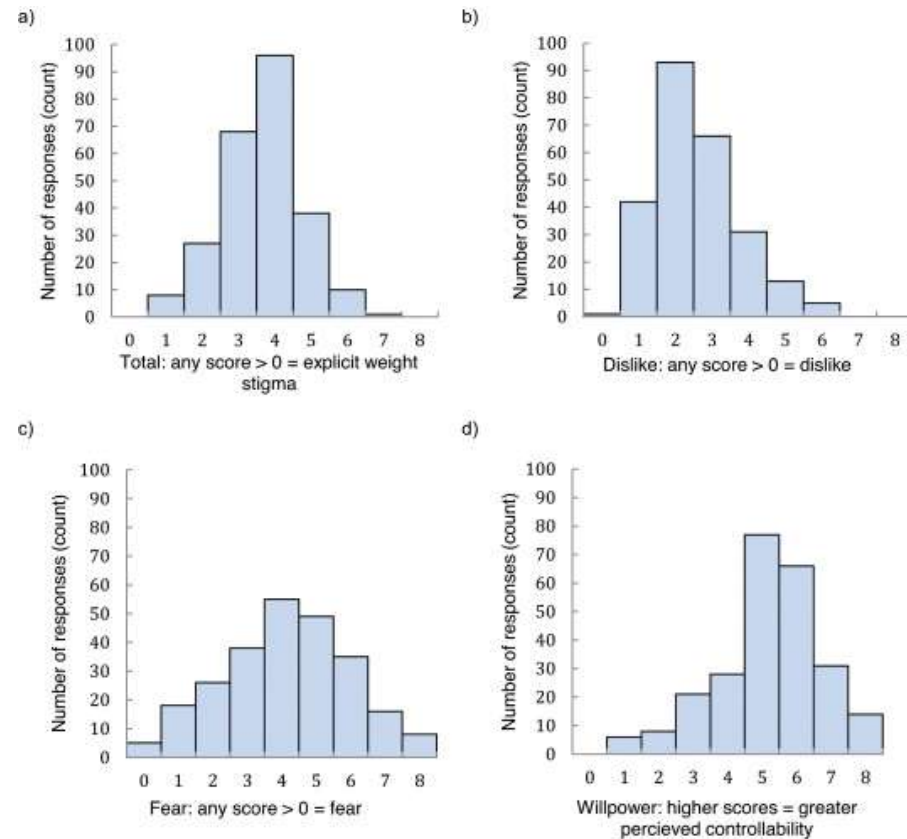 a)
100
90
80
70
60
50
40
30
20
10
0
Number of responses (count)
0 1 2 3 4 5 6 7 8
Total: any score > 0 = explicit weight
stigma
b)
100
90
80
70
60
50
40
30
20
10
0
Number of responses (count)
0 1 2 3 4 5 6 7 8
Dislike: any score > 0 = dislike
c)
100
90
80
70
60
50
40
30
20
10
0
Number of responses (count)
0 1 2 3 4 5 6 7 8
Fear: any score > 0 = fear
d)
100
90
80
70
60
50
40
30
20
10
0
Number of responses (count)
0 1 2 3 4 5 6 7 8
Willpower: higher scores = greater
percieved controllability